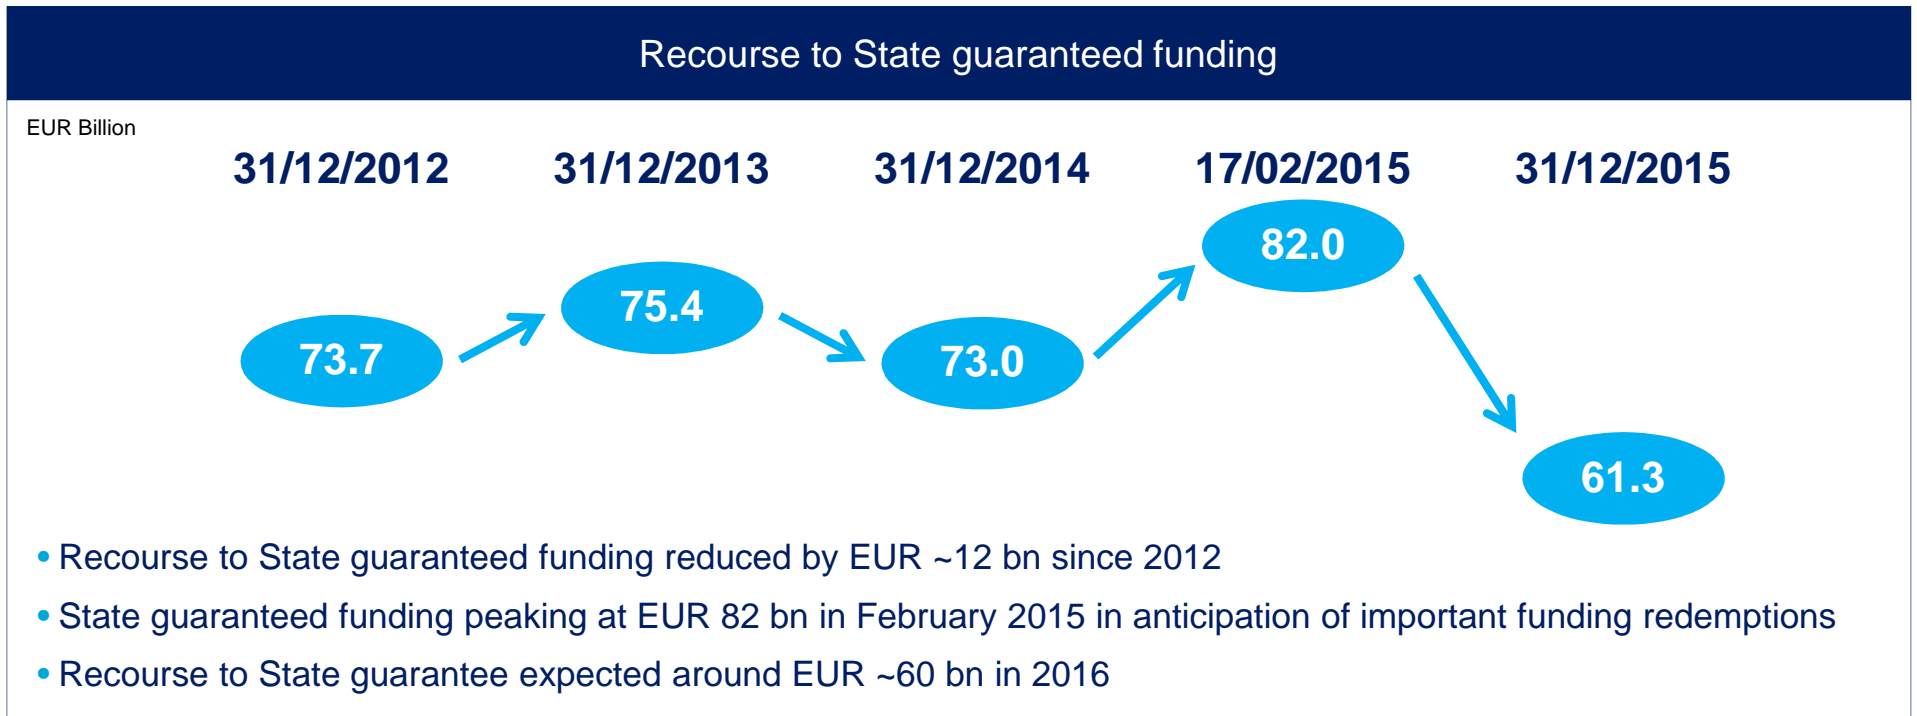 Recourse to State guaranteed funding
EUR Billion
31/12/2012 31/12/2013 31/12/2014 17/02/2015 31/12/2015
73.7 75.4 73.0 82.0 61.3
• Recourse to State guaranteed funding reduced by EUR ~12 bn since 2012
• State guaranteed funding peaking at EUR 82 bn in February 2015 in anticipation of important funding redemptions
• Recourse to State guarantee expected around EUR ~60 bn in 2016